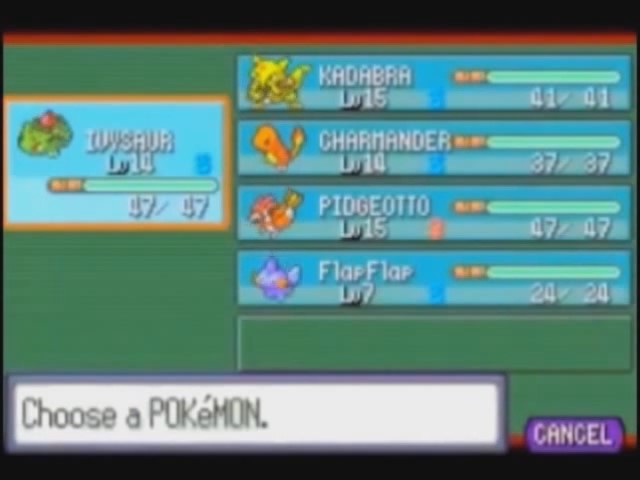 IVYSAUR
Lv14
47/ 47
KADABRA
Lv15
41/ 41
CHARMANDER
Lv14
37/ 37
PIDGEOTTO
Lv15
47/ 47
FlapFlap
Lv7
24/ 24
Choose a POKéMON.
CANCEL